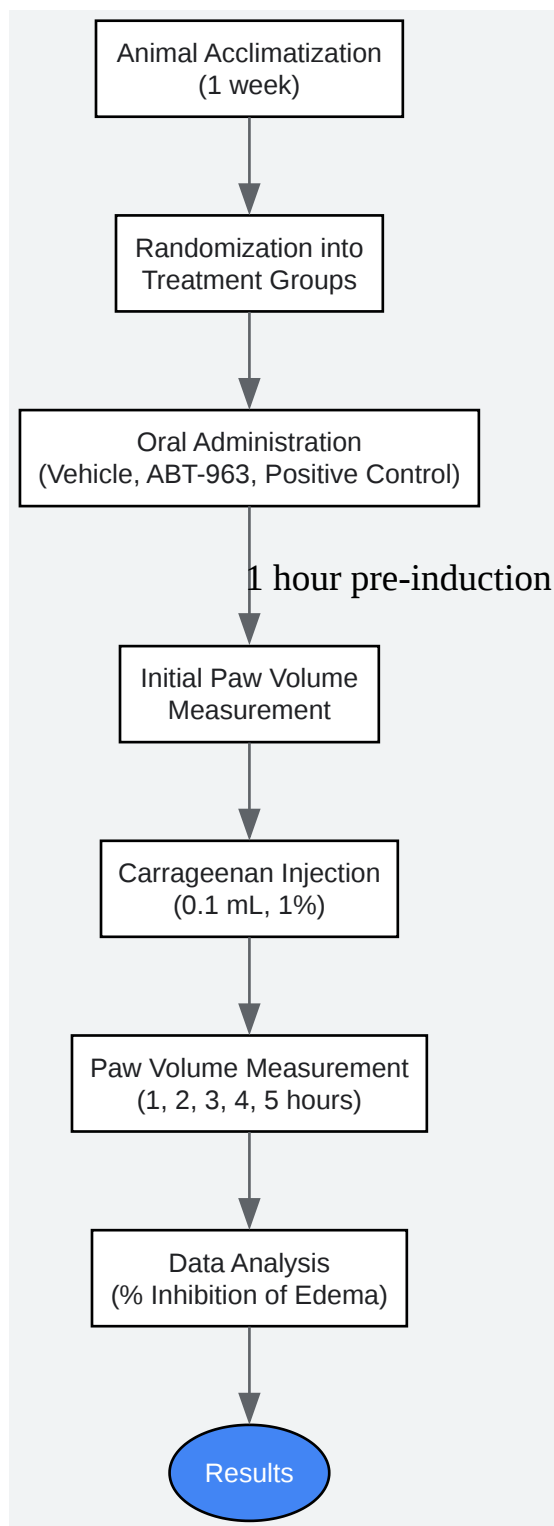 Animal Acclimatization
(1 week)
Randomization into
Treatment Groups
Oral Administration
(Vehicle, ABT-963, Positive Control)
1 hour pre-induction
Initial Paw Volume
Measurement
Carrageenan Injection
(0.1 mL, 1%)
Paw Volume Measurement
(1, 2, 3, 4, 5 hours)
Data Analysis
(% Inhibition of Edema)
Results